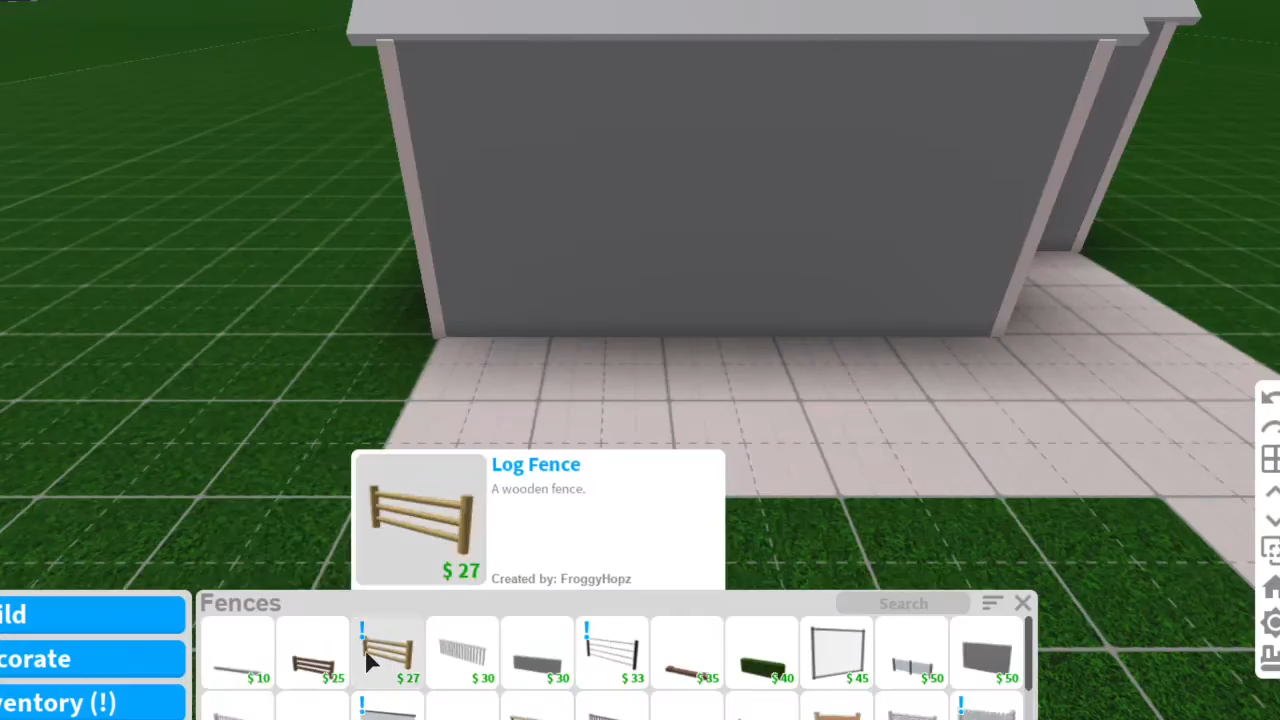 Log Fence
A wooden fence.
$ 27
Created by: FroggyHopz
ild
Fences
Search
corate
ventory (!)
! !
$ 10 $25 $ 27 $ 30 $ 30 $ 33 $35 $ 40 $ 45 $ 50 $ 50
! !